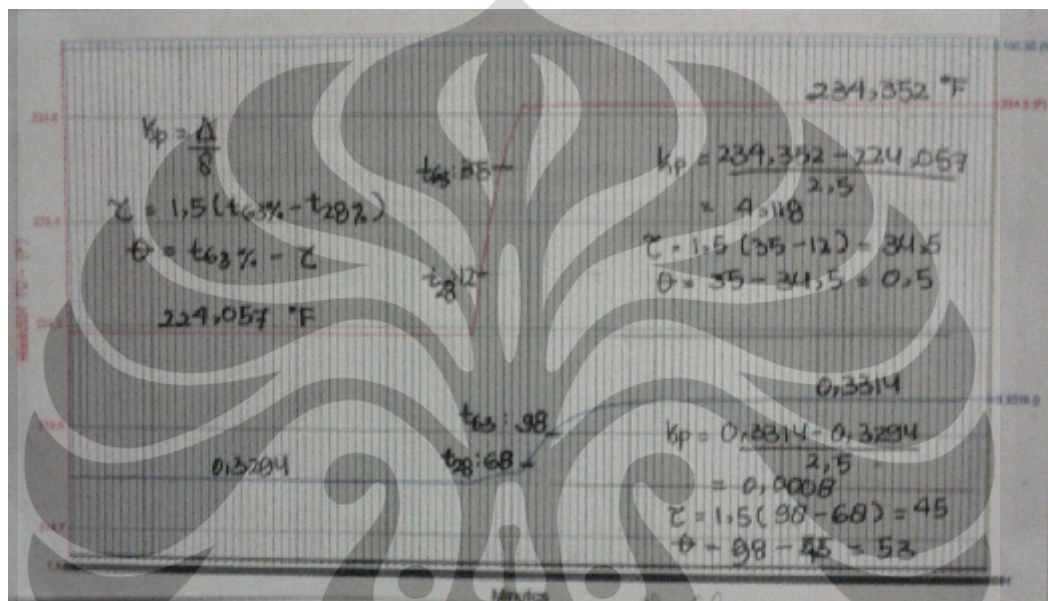 234,352 °F
Kp = Δ
8
τ = 1,5 (t63% - t28%)
θ = t63% - τ
224,057 °F
t63:35
t28:12
Kp = 234,352 - 224,057
2,5
= 4,118
τ = 1,5 (35-12) = 34,5
θ = 35 - 34,5 = 0,5
0,3294
t63 : 98
t28:68
0,3314
Kp = 0,3314 - 0,3294
2,5
= 0,0008
τ = 1,5 (98 - 68) = 45
θ = 98 - 45 = 53
Minutes